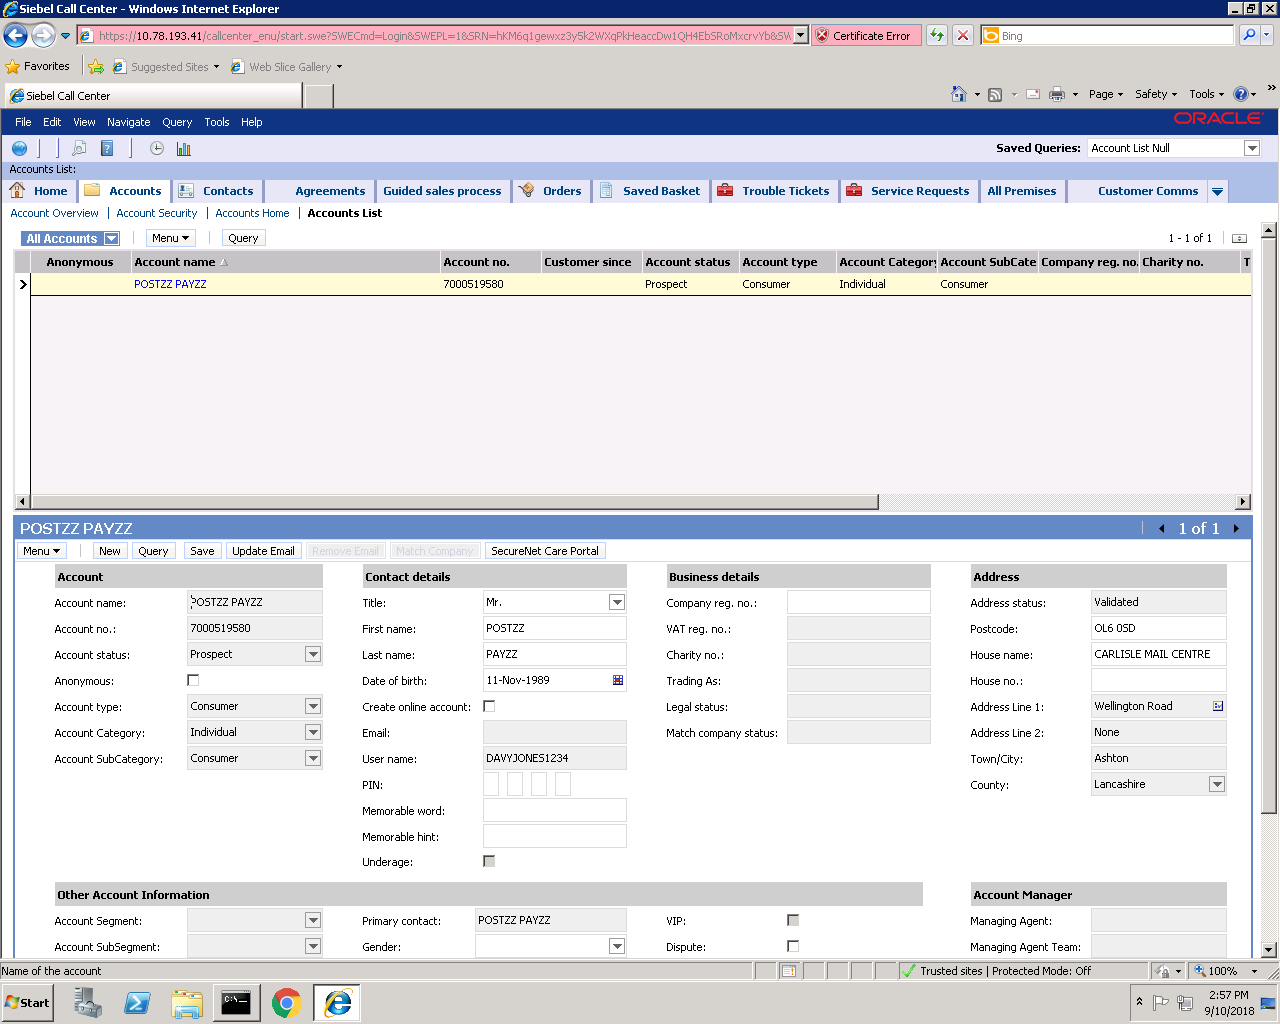 Siebel Call Center - Windows Internet Explorer
https://10.78.193.41/callcenter_enu/start.swe?SWECmd=Login&SWEPL=1&SRN=hKM6q1gewxz3y5k2WXqPkHeaccDw1QH4EbSRoMxcrvYb&SW
Certificate Error
Bing
Favorites
Suggested Sites
Web Slice Gallery
Siebel Call Center
Page
Safety
Tools
File Edit View Navigate Query Tools Help
ORACLE
Saved Queries: Account List Null
Accounts List:
Home Accounts Contacts Agreements Guided sales process Orders Saved Basket Trouble Tickets Service Requests All Premises Customer Comms
Account Overview | Account Security | Accounts Home | Accounts List
All Accounts Menu Query 1 - 1 of 1
Anonymous Account name Account no. Customer since Account status Account type Account Category Account SubCate Company reg. no. Charity no. T
POSTZZ PAYZZ 7000519580 Prospect Consumer Individual Consumer
POSTZZ PAYZZ 1 of 1
Menu New Query Save Update Email Remove Email Match Company SecureNet Care Portal
Account Contact details Business details Address
Account name: POSTZZ PAYZZ Title: Mr. Company reg. no.: Address status: Validated
Account no.: 7000519580 First name: POSTZZ VAT reg. no.: Postcode: OL6 0SD
Account status: Prospect Last name: PAYZZ Charity no.: House name: CARLISLE MAIL CENTRE
Anonymous: Date of birth: 11-Nov-1989 Trading As: House no.:
Account type: Consumer Create online account: Legal status: Address Line 1: Wellington Road
Account Category: Individual Email: Match company status: Address Line 2: None
Account SubCategory: Consumer User name: DAVYJONES1234 Town/City: Ashton
PIN: County: Lancashire
Memorable word:
Memorable hint:
Underage:
Other Account Information Account Manager
Account Segment: Primary contact: POSTZZ PAYZZ VIP: Managing Agent:
Account SubSegment: Gender: Dispute: Managing Agent Team:
Name of the account Trusted sites | Protected Mode: Off 100%
Start
2:57 PM
9/10/2018